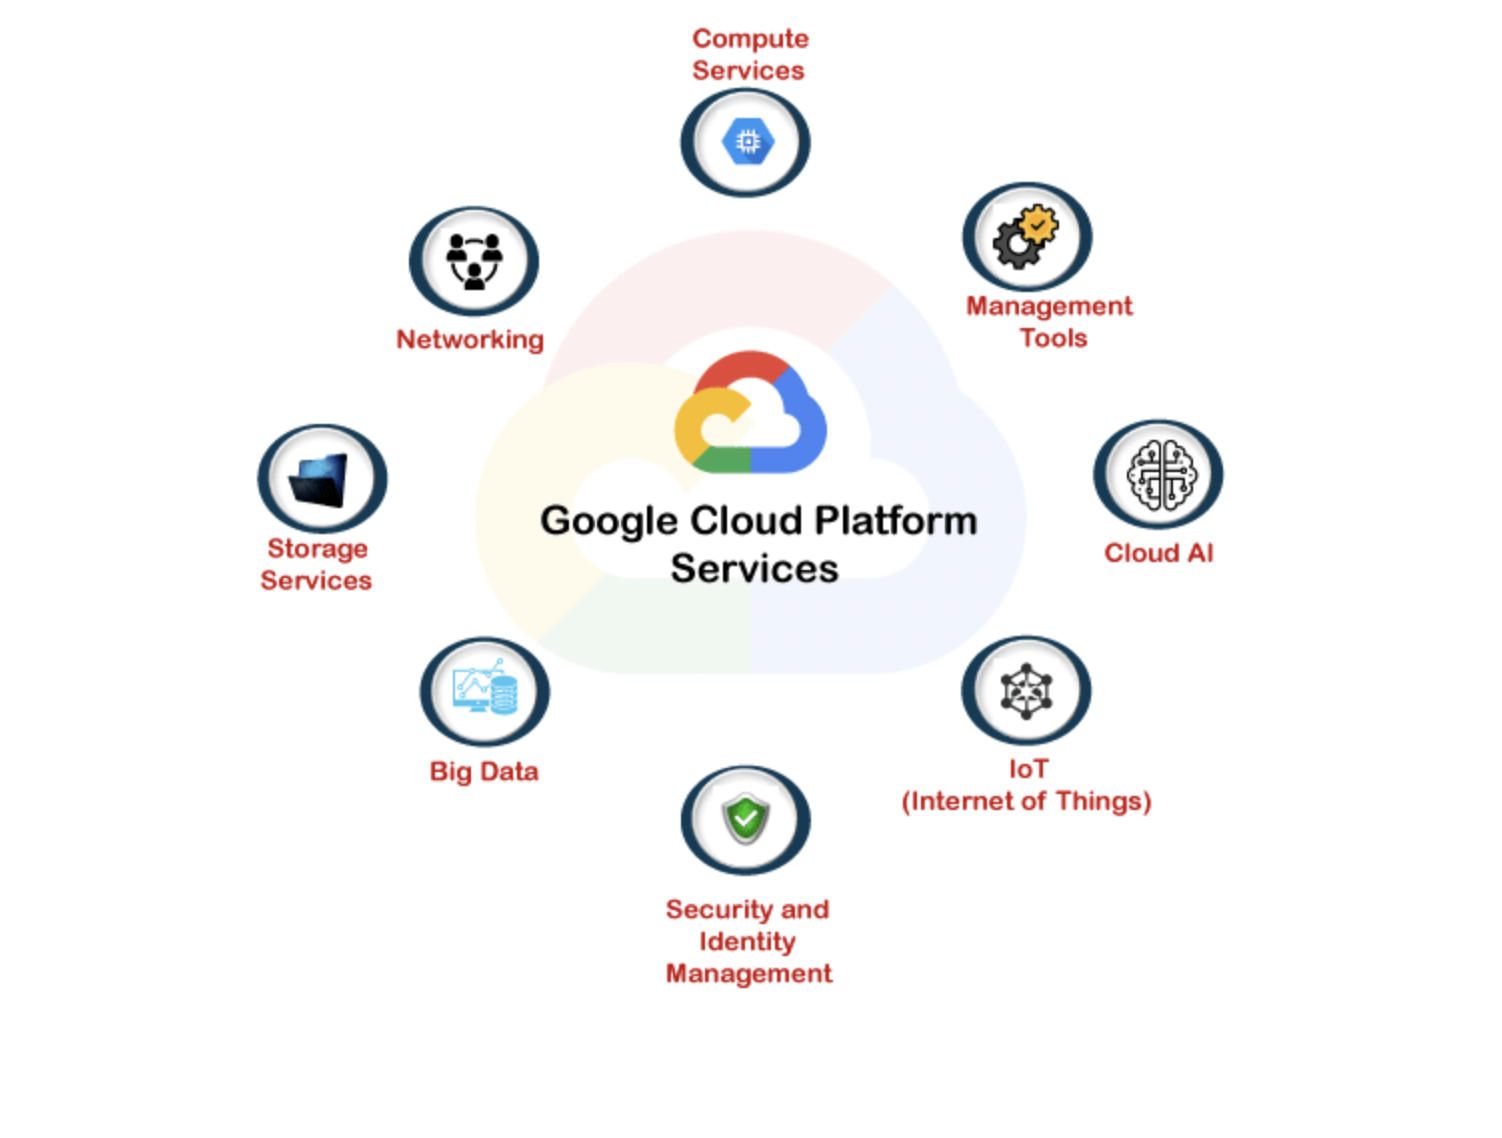 Compute
Services
Networking
Management
Tools
Storage
Services
Google Cloud Platform
Services
Cloud AI
Big Data
IoT
(Internet of Things)
Security and
Identity
Management